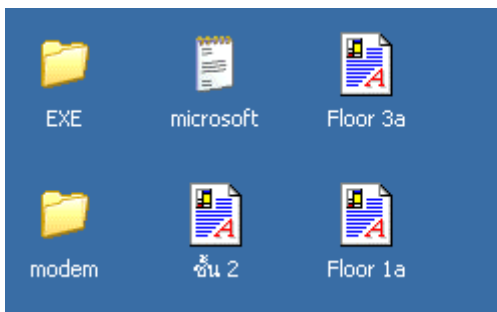 EXE
microsoft
Floor 3a
modem
ชั้น 2
Floor 1a